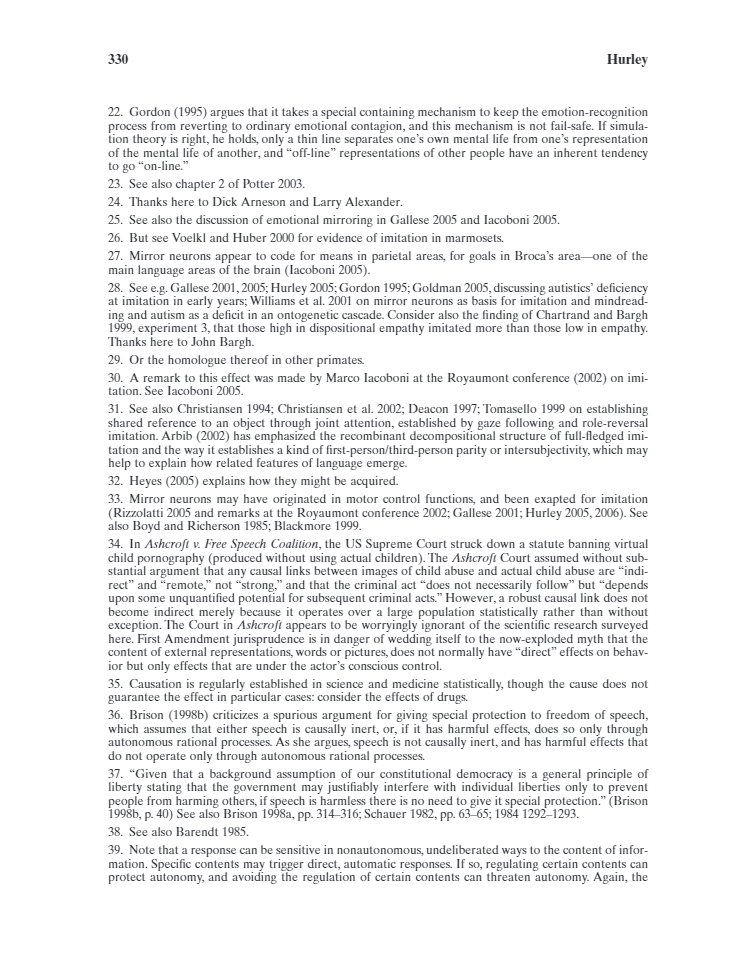 330 Hurley
22. Gordon (1995) argues that it takes a special containing mechanism to keep the emotion-recognition
process from reverting to ordinary emotional contagion, and this mechanism is not fail-safe. If simula-
tion theory is right, he holds, only a thin line separates one’s own mental life from one’s representation
of the mental life of another, and “off-line” representations of other people have an inherent tendency
to go “on-line.”
23. See also chapter 2 of Potter 2003.
24. Thanks here to Dick Arneson and Larry Alexander.
25. See also the discussion of emotional mirroring in Gallese 2005 and Iacoboni 2005.
26. But see Voelkl and Huber 2000 for evidence of imitation in marmosets.
27. Mirror neurons appear to code for means in parietal areas, for goals in Broca’s area—one of the
main language areas of the brain (Iacoboni 2005).
28. See e.g. Gallese 2001, 2005; Hurley 2005; Gordon 1995; Goldman 2005, discussing autistics’ deficiency
at imitation in early years; Williams et al. 2001 on mirror neurons as basis for imitation and mindread-
ing and autism as a deficit in an ontogenetic cascade. Consider also the finding of Chartrand and Bargh
1999, experiment 3, that those high in dispositional empathy imitated more than those low in empathy.
Thanks here to John Bargh.
29. Or the homologue thereof in other primates.
30. A remark to this effect was made by Marco Iacoboni at the Royaumont conference (2002) on imi-
tation. See Iacoboni 2005.
31. See also Christiansen 1994; Christiansen et al. 2002; Deacon 1997; Tomasello 1999 on establishing
shared reference to an object through joint attention, established by gaze following and role-reversal
imitation. Arbib (2002) has emphasized the recombinant decompositional structure of full-fledged imi-
tation and the way it establishes a kind of first-person/third-person parity or intersubjectivity, which may
help to explain how related features of language emerge.
32. Heyes (2005) explains how they might be acquired.
33. Mirror neurons may have originated in motor control functions, and been exapted for imitation
(Rizzolatti 2005 and remarks at the Royaumont conference 2002; Gallese 2001; Hurley 2005, 2006). See
also Boyd and Richerson 1985; Blackmore 1999.
34. In Ashcroft v. Free Speech Coalition, the US Supreme Court struck down a statute banning virtual
child pornography (produced without using actual children). The Ashcroft Court assumed without sub-
stantial argument that any causal links between images of child abuse and actual child abuse are “indi-
rect” and “remote,” not “strong,” and that the criminal act “does not necessarily follow” but “depends
upon some unquantified potential for subsequent criminal acts.” However, a robust causal link does not
become indirect merely because it operates over a large population statistically rather than without
exception. The Court in Ashcroft appears to be worryingly ignorant of the scientific research surveyed
here. First Amendment jurisprudence is in danger of wedding itself to the now-exploded myth that the
content of external representations, words or pictures, does not normally have “direct” effects on behav-
ior but only effects that are under the actor’s conscious control.
35. Causation is regularly established in science and medicine statistically, though the cause does not
guarantee the effect in particular cases: consider the effects of drugs.
36. Brison (1998b) criticizes a spurious argument for giving special protection to freedom of speech,
which assumes that either speech is causally inert, or, if it has harmful effects, does so only through
autonomous rational processes. As she argues, speech is not causally inert, and has harmful effects that
do not operate only through autonomous rational processes.
37. “Given that a background assumption of our constitutional democracy is a general principle of
liberty stating that the government may justifiably interfere with individual liberties only to prevent
people from harming others, if speech is harmless there is no need to give it special protection.” (Brison
1998b, p. 40) See also Brison 1998a, pp. 314–316; Schauer 1982, pp. 63–65; 1984 1292–1293.
38. See also Barendt 1985.
39. Note that a response can be sensitive in nonautonomous, undeliberated ways to the content of infor-
mation. Specific contents may trigger direct, automatic responses. If so, regulating certain contents can
protect autonomy, and avoiding the regulation of certain contents can threaten autonomy. Again, the